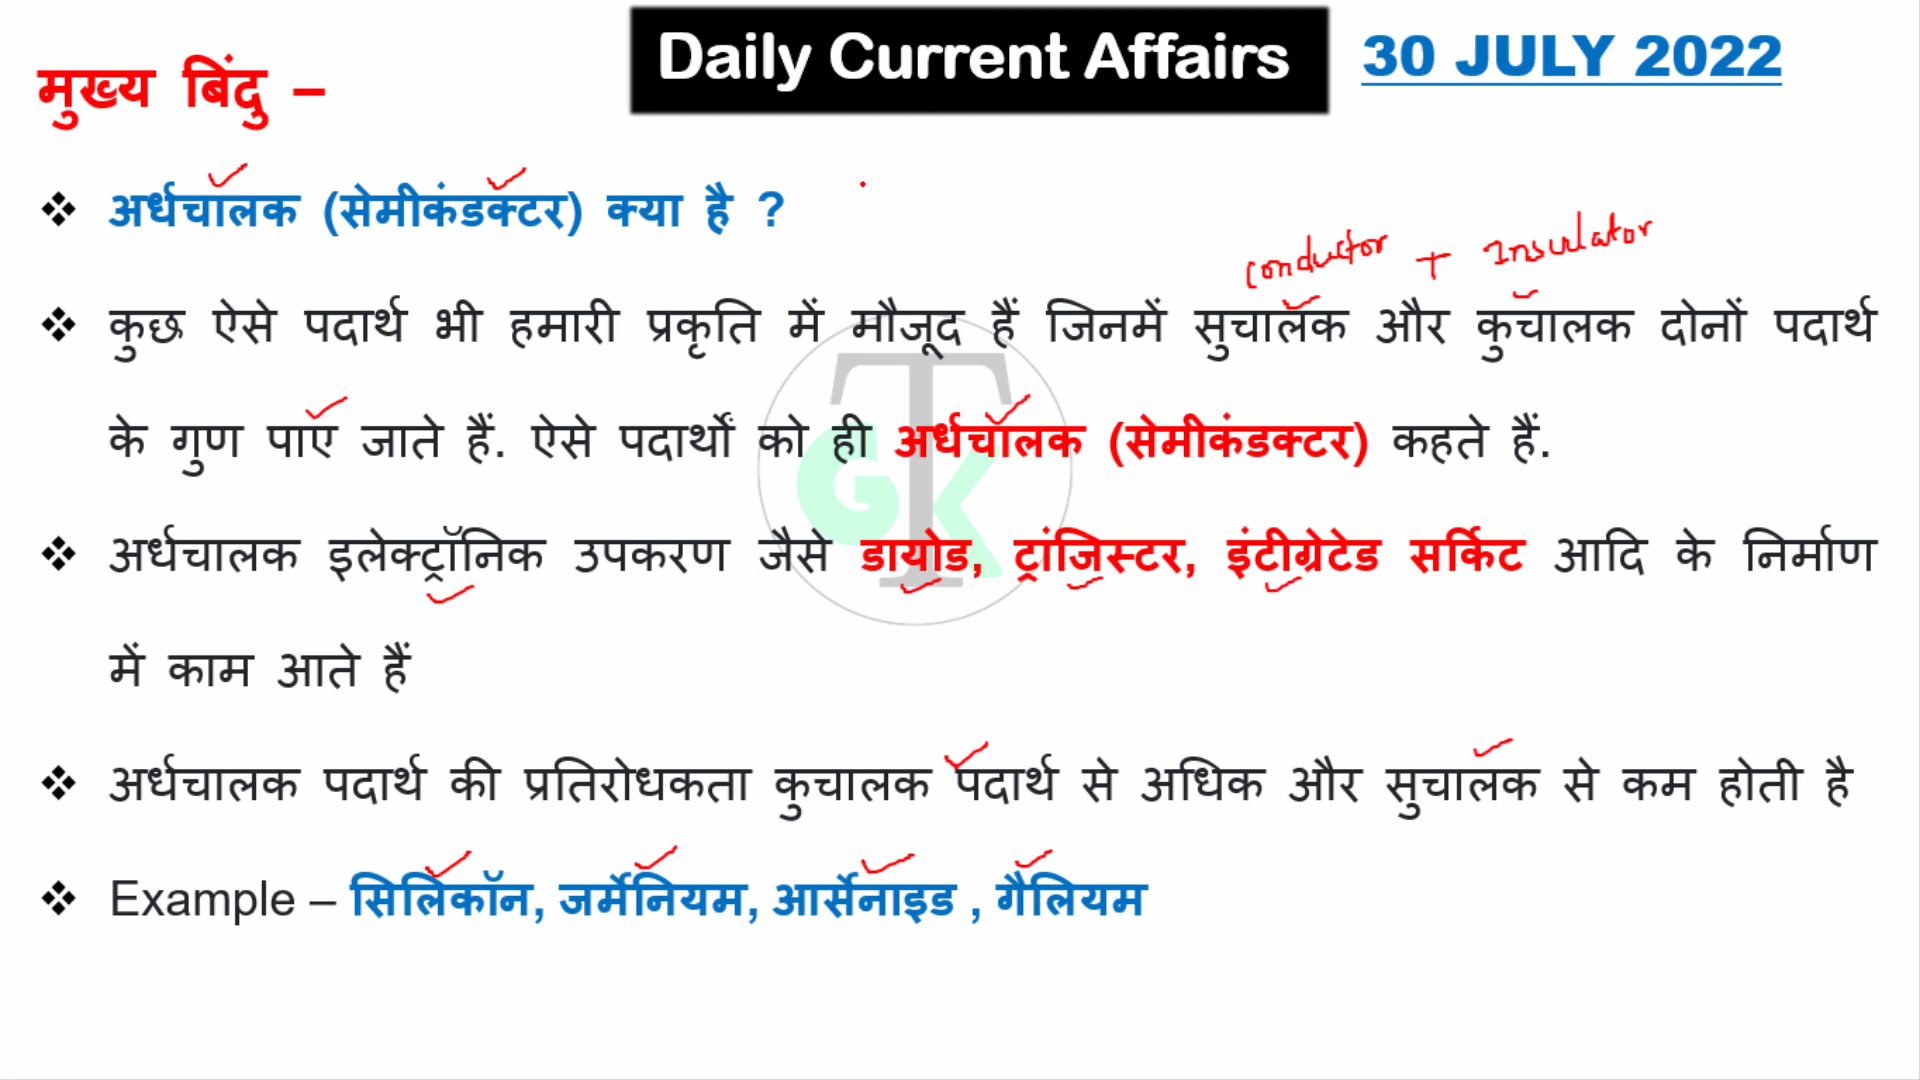 Daily Current Affairs
30 JULY 2022
मुख्य बिंदु –
❖ अर्धचालक (सेमीकंडक्टर) क्या है ?
conductor + Insulator
❖ कुछ ऐसे पदार्थ भी हमारी प्रकृति में मौजूद हैं जिनमें सुचालक और कुचालक दोनों पदार्थ
के गुण पाए जाते हैं. ऐसे पदार्थों को ही अर्धचालक (सेमीकंडक्टर) कहते हैं.
❖ अर्धचालक इलेक्ट्रॉनिक उपकरण जैसे डायोड, ट्रांजिस्टर, इंटीग्रेटेड सर्किट आदि के निर्माण
में काम आते हैं
❖ अर्धचालक पदार्थ की प्रतिरोधकता कुचालक पदार्थ से अधिक और सुचालक से कम होती है
❖ Example – सिलिकॉन, जर्मेनियम, आर्सेनाइड , गैलियम
GTK